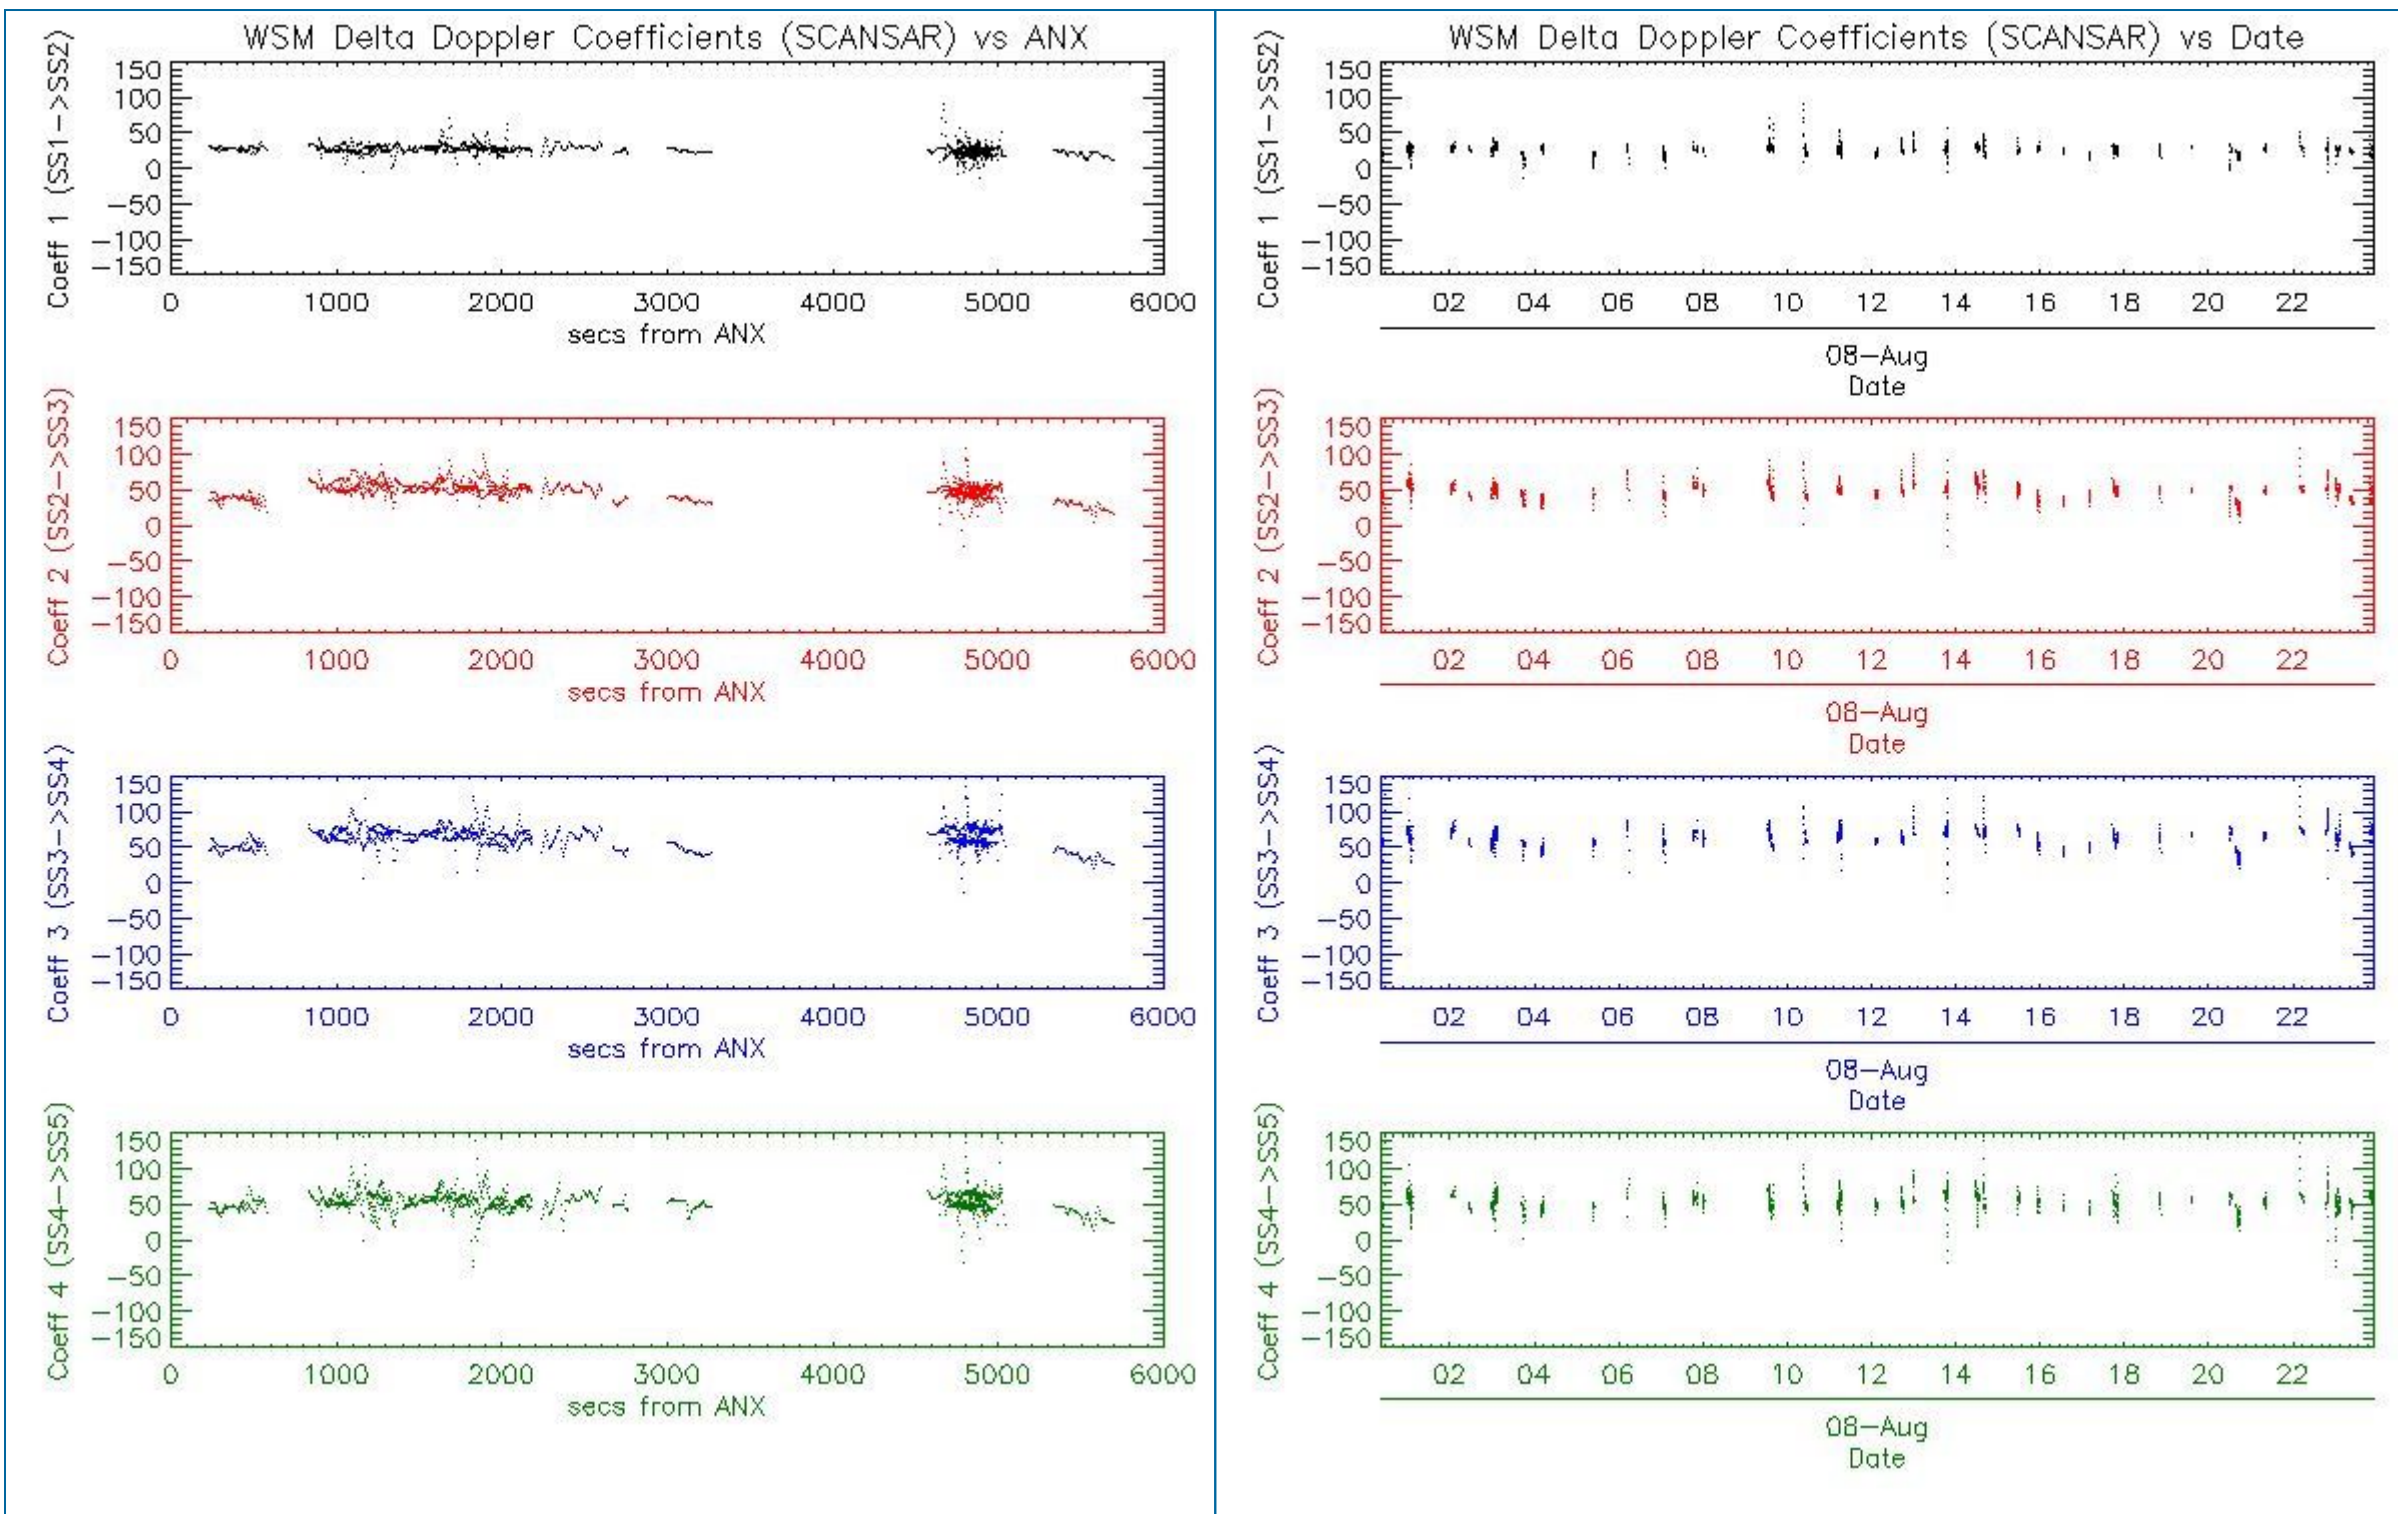 WSM Delta Doppler Coefficients (SCANSAR) vs ANX
Coeff 1 (SS1->SS2)
150
100
50
0
-50
-100
-150
0 1000 2000 3000 4000 5000 6000
secs from ANX
Coeff 2 (SS2->SS3)
150
100
50
0
-50
-100
-150
0 1000 2000 3000 4000 5000 6000
secs from ANX
Coeff 3 (SS3->SS4)
150
100
50
0
-50
-100
-150
0 1000 2000 3000 4000 5000 6000
secs from ANX
Coeff 4 (SS4->SS5)
150
100
50
0
-50
-100
-150
0 1000 2000 3000 4000 5000 6000
secs from ANX
WSM Delta Doppler Coefficients (SCANSAR) vs Date
Coeff 1 (SS1->SS2)
150
100
50
0
-50
-100
-150
02 04 06 08 10 12 14 16 18 20 22
08-Aug
Date
Coeff 2 (SS2->SS3)
150
100
50
0
-50
-100
-150
02 04 06 08 10 12 14 16 18 20 22
08-Aug
Date
Coeff 3 (SS3->SS4)
150
100
50
0
-50
-100
-150
02 04 06 08 10 12 14 16 18 20 22
08-Aug
Date
Coeff 4 (SS4->SS5)
150
100
50
0
-50
-100
-150
02 04 06 08 10 12 14 16 18 20 22
08-Aug
Date